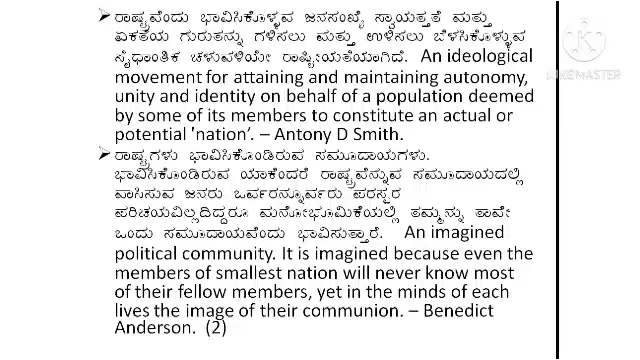 ➢ ರಾಷ್ಟ್ರವೆಂದು ಭಾವಿಸಿಕೊಳ್ಳುವ ಜನಸಂಖ್ಯೆ ಸ್ವಾಯತ್ತತೆ ಮತ್ತು
ಏಕತೆಯ ಗುರುತನ್ನು ಗಳಿಸಲು ಮತ್ತು ಉಳಿಸಲು ಬೆಳಸಿಕೊಳ್ಳುವ
ಸೈಧಾಂತಿಕ ಚಳುವಳಿಯೇ ರಾಷ್ಟ್ರೀಯತೆಯಾಗಿದೆ. An ideological
movement for attaining and maintaining autonomy,
unity and identity on behalf of a population deemed
by some of its members to constitute an actual or
potential 'nation'. – Antony D Smith.
➢ ರಾಷ್ಟ್ರಗಳು ಭಾವಿಸಿಕೊಂಡಿರುವ ಸಮೂದಾಯಗಳು.
ಭಾವಿಸಿಕೊಂಡಿರುವ ಯಾಕೆಂದರೆ ರಾಷ್ಟ್ರವೆನ್ನುವ ಸಮೂದಾಯದಲ್ಲಿ
ವಾಸಿಸುವ ಜನರು ಒರ್ವರನ್ನೂರ್ವರು ಪರಸ್ಪರ
ಪರಿಚಯವಿಲ್ಲದಿದ್ದರೂ ಮನೋಭೂಮಿಕೆಯಲ್ಲಿ ತಮ್ಮನ್ನು ತಾವೇ
ಒಂದು ಸಮೂದಾಯವೆಂದು ಭಾವಿಸುತ್ತಾರೆ. An imagined
political community. It is imagined because even the
members of smallest nation will never know most
of their fellow members, yet in the minds of each
lives the image of their communion. – Benedict
Anderson. (2)
KINEMASTER